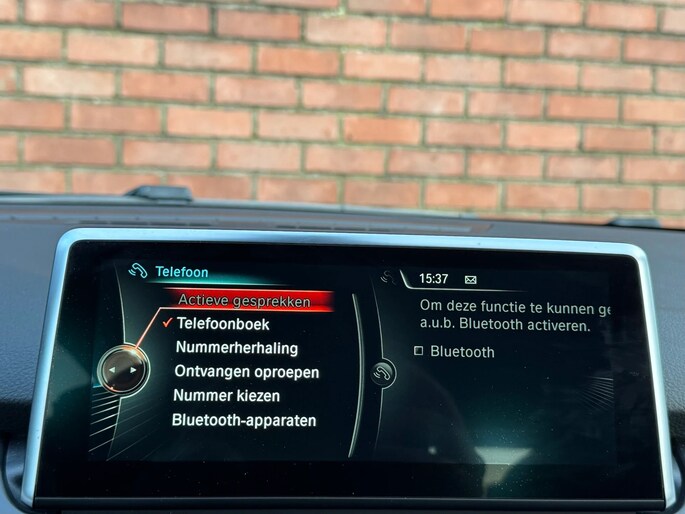 Telefoon
Actieve gesprekken
Telefoonboek
Nummerherhaling
Ontvangen oproepen
Nummer kiezen
Bluetooth-apparaten
15:37
Om deze functie te kunnen ge
a.u.b. Bluetooth activeren.
Bluetooth